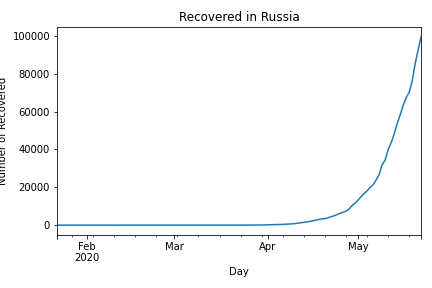 Recovered in Russia
100000
80000
60000
40000
20000
0
Number of Recovered
Feb
2020
Mar
Apr
May
Day